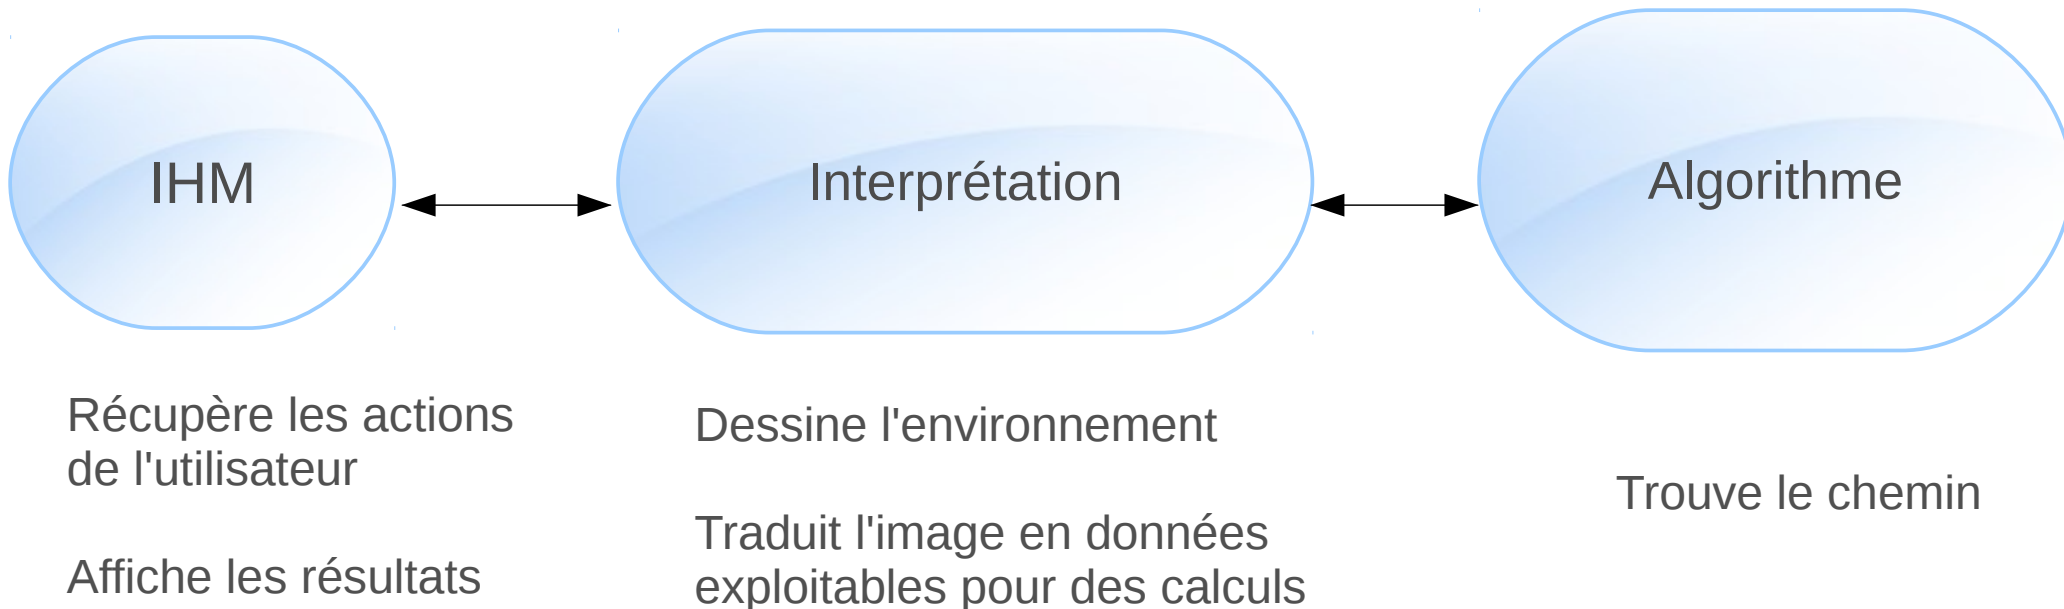 IHM
Interprétation
Algorithme
Récupère les actions
de l'utilisateur
Affiche les résultats
Dessine l'environnement
Traduit l'image en données
exploitables pour des calculs
Trouve le chemin